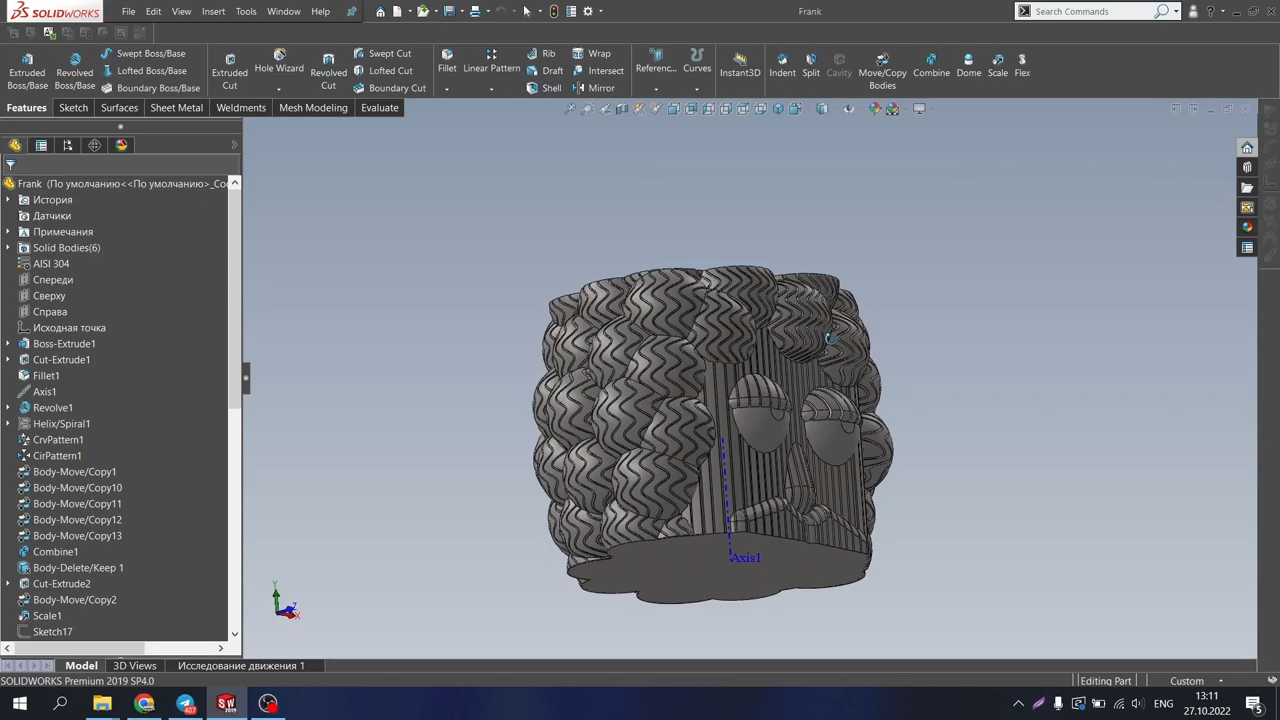 SOLIDWORKS File Edit View Insert Tools Window Help Frank Search Commands
Extruded Boss/Base
Revolved Boss/Base
Swept Boss/Base
Lofted Boss/Base
Boundary Boss/Base
Extruded Cut
Hole Wizard
Revolved Cut
Swept Cut
Lofted Cut
Boundary Cut
Fillet
Linear Pattern
Rib
Draft
Shell
Wrap
Intersect
Mirror
Referenc...
Curves
Instant3D
Indent
Split
Cavity
Move/Copy Bodies
Combine
Dome
Scale
Flex
Features Sketch Surfaces Sheet Metal Weldments Mesh Modeling Evaluate
Frank (По умолчанию<<По умолчанию>_Со
История
Датчики
Примечания
Solid Bodies(6)
AISI 304
Спереди
Сверху
Справа
Исходная точка
Boss-Extrude1
Cut-Extrude1
Fillet1
Axis1
Revolve1
Helix/Spiral1
CrvPattern1
CirPattern1
Body-Move/Copy1
Body-Move/Copy10
Body-Move/Copy11
Body-Move/Copy12
Body-Move/Copy13
Combine1
Body-Delete/Keep 1
Cut-Extrude2
Body-Move/Copy2
Scale1
Sketch17
Axis1
Y
Z
X
Model 3D Views Исследование движения 1
SOLIDWORKS Premium 2019 SP4.0 Editing Part Custom
ENG 13:11
27.10.2022